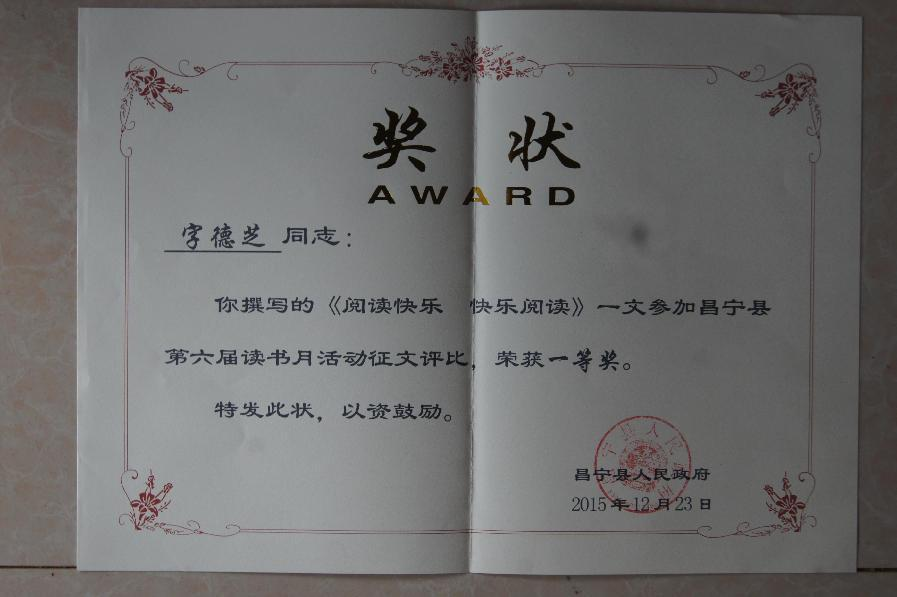 奖 状
AWARD
字德芝 同志：
你撰写的《阅读快乐 快乐阅读》一文参加昌宁县
第六届读书月活动征文评比，荣获一等奖。
特发此状，以资鼓励。
昌宁县人民政府
2015年12月23日